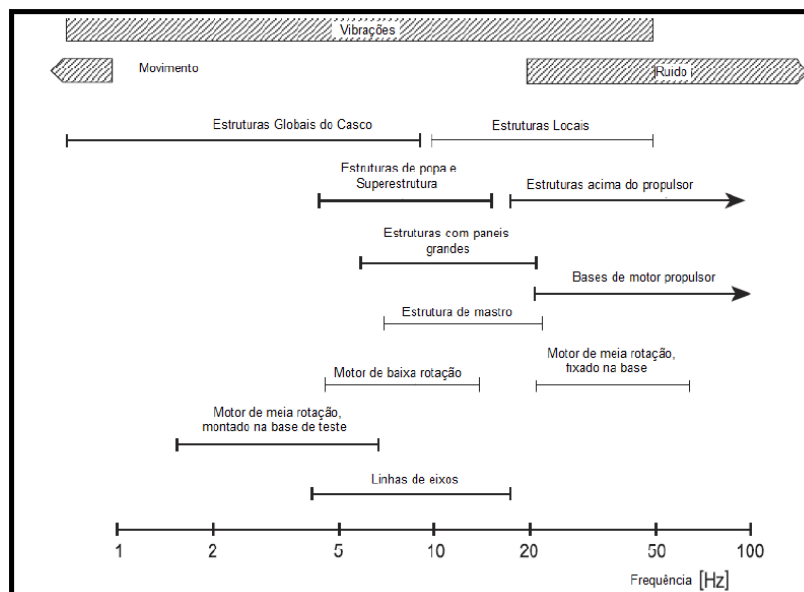 Vibrações
Movimento
Ruido
Estruturas Globais do Casco
Estruturas Locais
Estruturas de popa e
Superestrutura
Estruturas acima do propulsor
Estruturas com paneis
grandes
Bases de motor propulsor
Estrutura de mastro
Motor de meia rotação,
fixado na base
Motor de baixa rotação
Motor de meia rotação,
montado na base de teste
Linhas de eixos
1 2 5 10 20 50 100
Frequência [Hz]